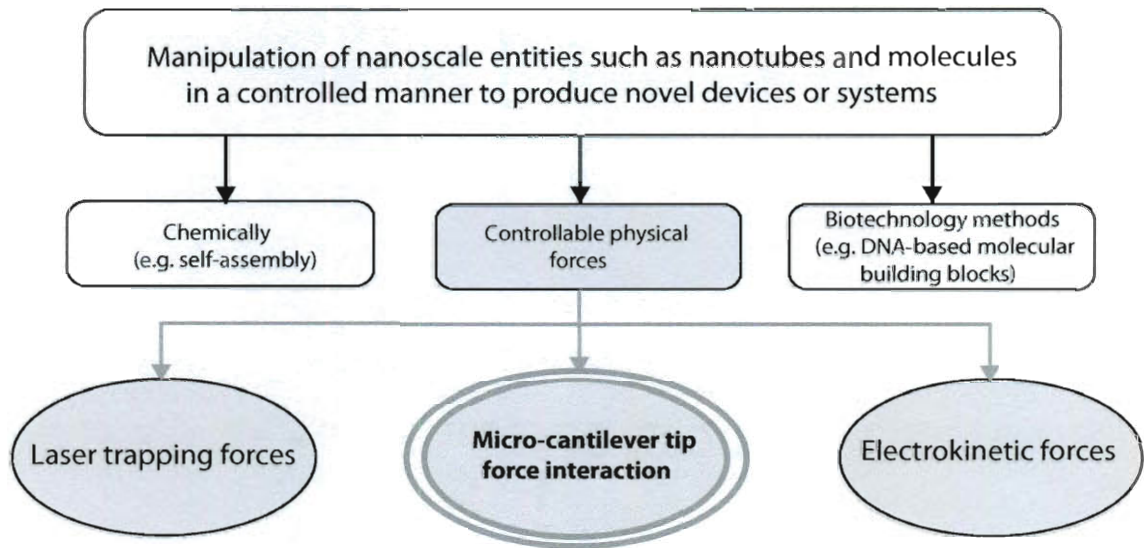 Manipulation of nanoscale entities such as nanotubes and molecules
in a controlled manner to produce novel devices or systems
Chemically
(e.g. self-assembly)
Controllable physical
forces
Biotechnology methods
(e.g. DNA-based molecular
building blocks)
Laser trapping forces
Micro-cantilever tip
force interaction
Electrokinetic forces